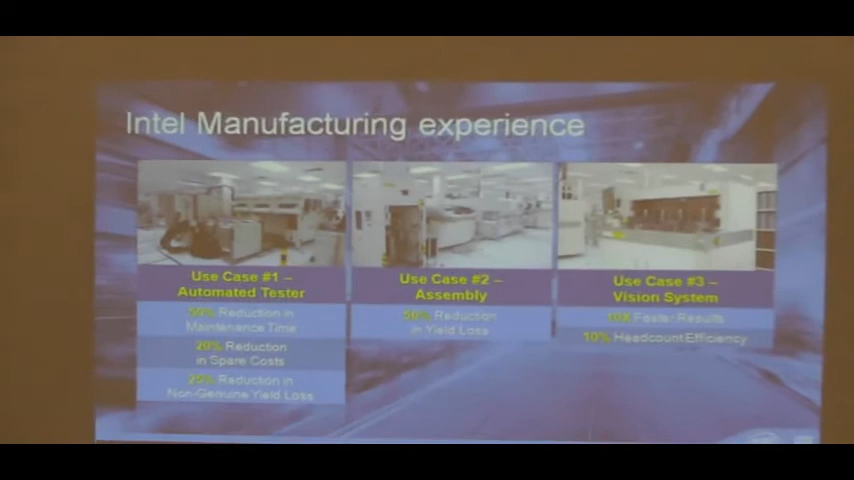 Intel Manufacturing experience
Use Case #1 –
Automated Tester
50% Reduction in
Maintenance Time
20% Reduction
in Spare Costs
25% Reduction in
Non-Genuine Yield Loss
Use Case #2 –
Assembly
50% Reduction
in Yield Loss
Use Case #3 –
Vision System
10X Faster Results
10% Headcount Efficiency